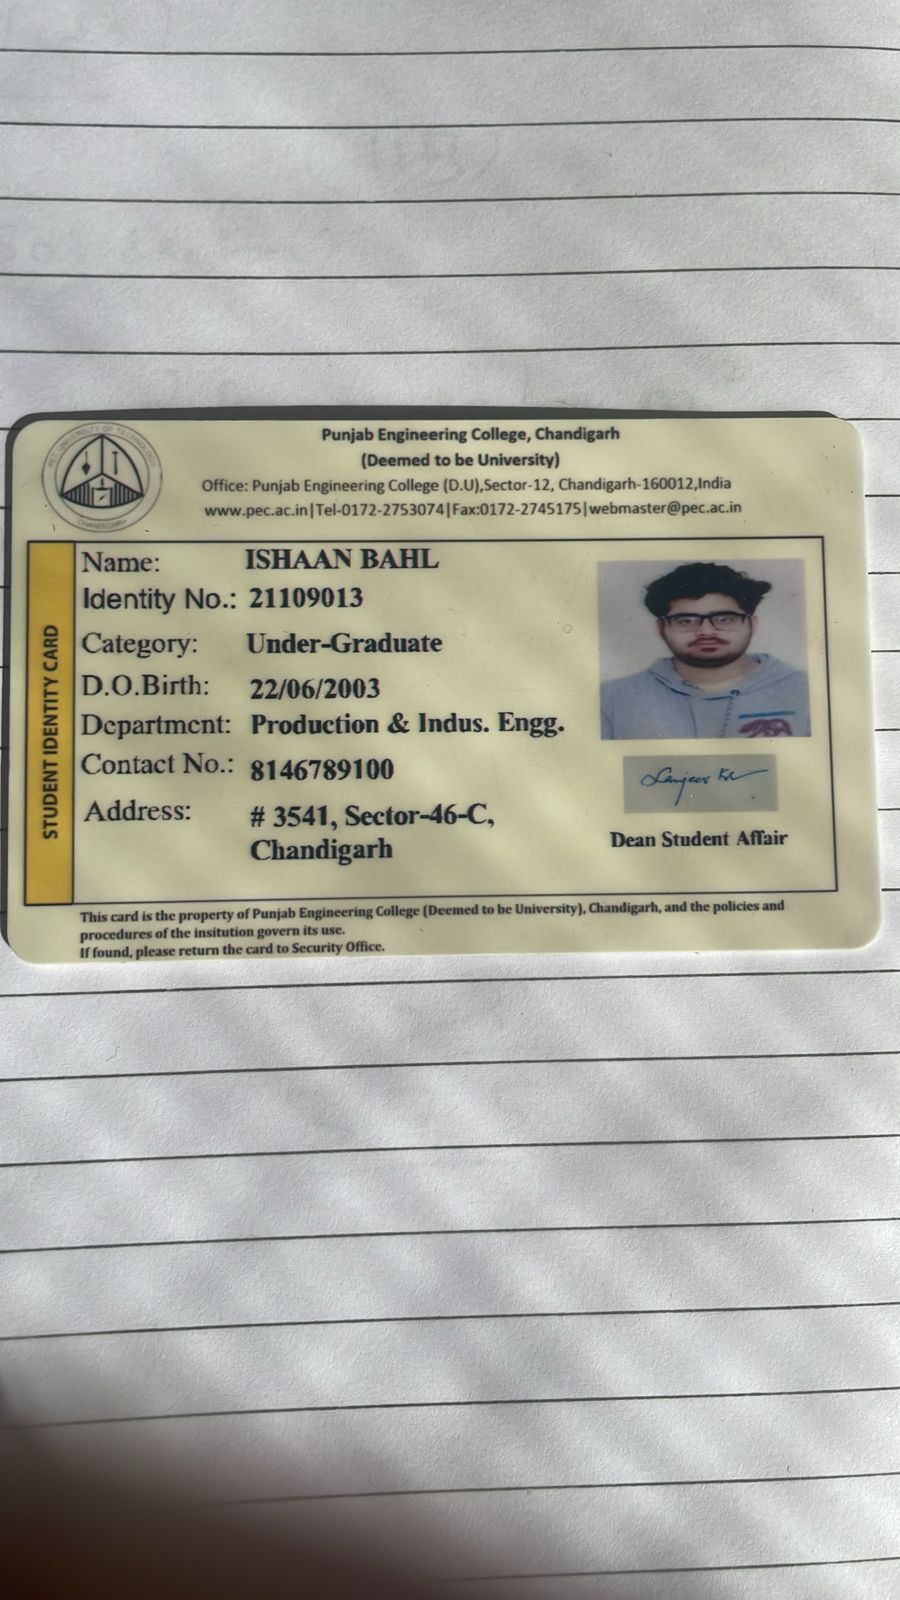 Punjab Engineering College, Chandigarh
(Deemed to be University)
Office: Punjab Engineering College (D.U),Sector-12, Chandigarh-160012,India
www.pec.ac.in|Tel-0172-2753074|Fax:0172-2745175|webmaster@pec.ac.in
STUDENT IDENTITY CARD
Name: ISHAAN BAHL
Identity No.: 21109013
Category: Under-Graduate
D.O.Birth: 22/06/2003
Department: Production & Indus. Engg.
Contact No.: 8146789100
Address: # 3541, Sector-46-C,
Chandigarh
Dean Student Affair
This card is the property of Punjab Engineering College (Deemed to be University), Chandigarh, and the policies and
procedures of the insitution govern its use.
If found, please return the card to Security Office.